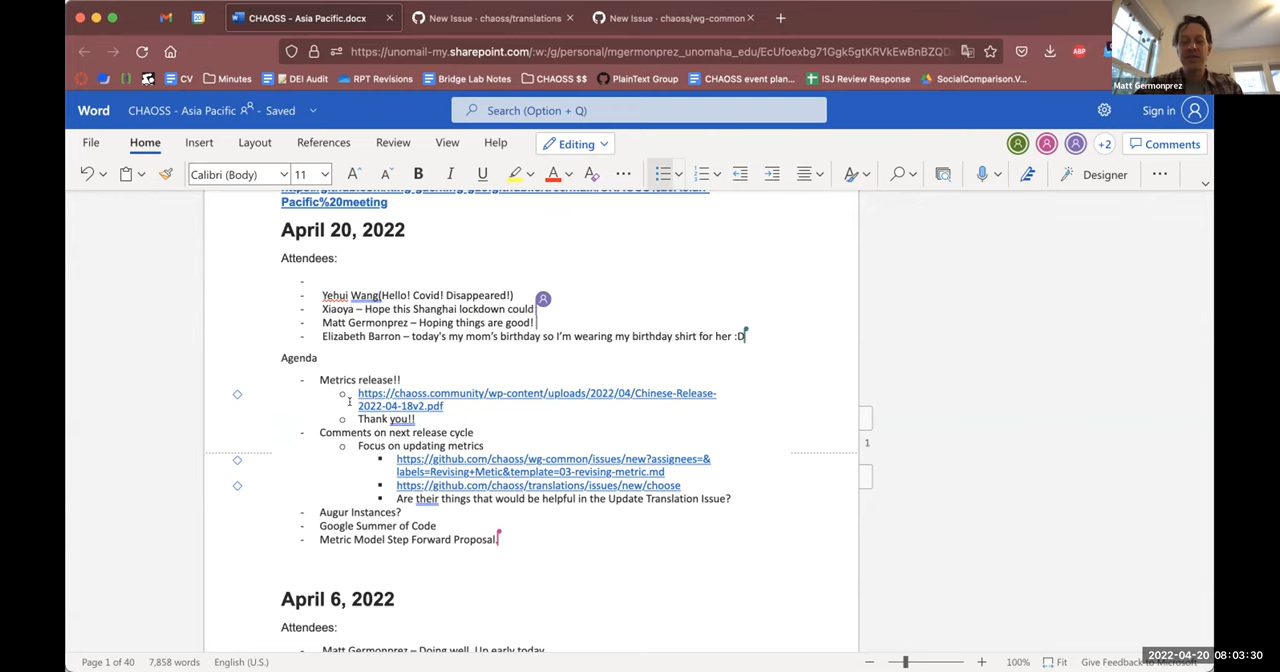 CHAOSS - Asia Pacific.docx
New Issue · chaoss/translations
New Issue · chaoss/wg-common
https://unomail-my.sharepoint.com/:w:/g/personal/mgermonprez_unomaha_edu/EcUfoexbg71Ggk5gtKRVkEwBnBZQD
ABP
CV
Minutes
DEI Audit
RPT Revisions
Bridge Lab Notes
CHAOSS $$
PlainText Group
CHAOSS event plan...
ISJ Review Response
SocialComparison.V...
Matt Germonprez
Word
CHAOSS - Asia Pacific
- Saved
Search (Option + Q)
Sign in
File
Home
Insert
Layout
References
Review
View
Help
Editing
+2
Comments
Calibri (Body)
11
Designer
Pacific%20meeting
April 20, 2022
Attendees:
-
- Yehui Wang(Hello! Covid! Disappeared!)
- Xiaoya – Hope this Shanghai lockdown could
- Matt Germonprez – Hoping things are good!
- Elizabeth Barron – today's my mom's birthday so I'm wearing my birthday shirt for her :D
Agenda
- Metrics release!!
o https://chaoss.community/wp-content/uploads/2022/04/Chinese-Release-
2022-04-18v2.pdf
o Thank you!!
- Comments on next release cycle
o Focus on updating metrics
▪ https://github.com/chaoss/wg-common/issues/new?assignees=&
labels=Revising+Metic&template=03-revising-metric.md
▪ https://github.com/chaoss/translations/issues/new/choose
▪ Are their things that would be helpful in the Update Translation Issue?
- Augur Instances?
- Google Summer of Code
- Metric Model Step Forward Proposal.
1
April 6, 2022
Attendees:
- Matt Germonprez – Doing well. Up early today
Page 1 of 40
7,858 words
English (U.S.)
100%
Fit
Give Feedback to Microsoft
2022-04-20 08:03:30